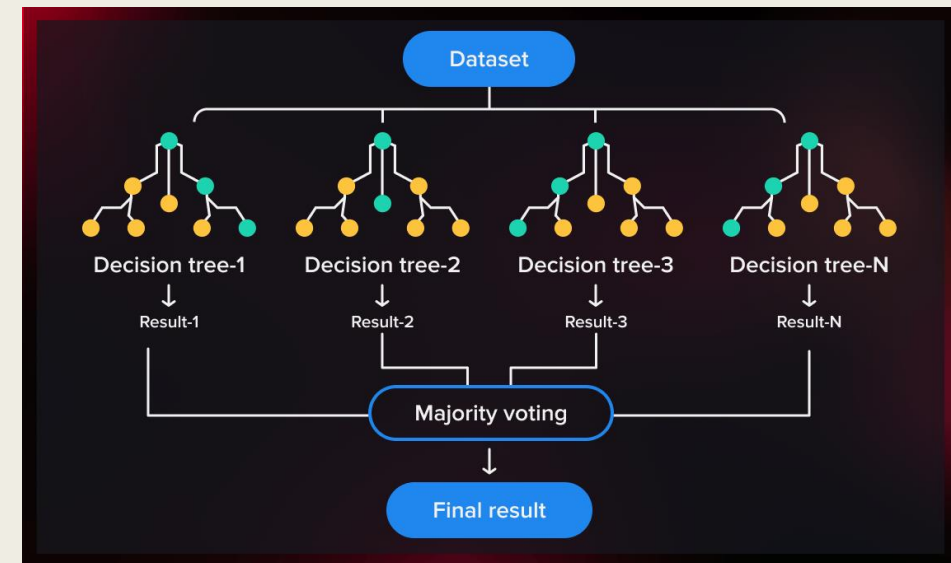 Dataset
Decision tree-1
Decision tree-2
Decision tree-3
Decision tree-N
Result-1
Result-2
Result-3
Result-N
Majority voting
Final result